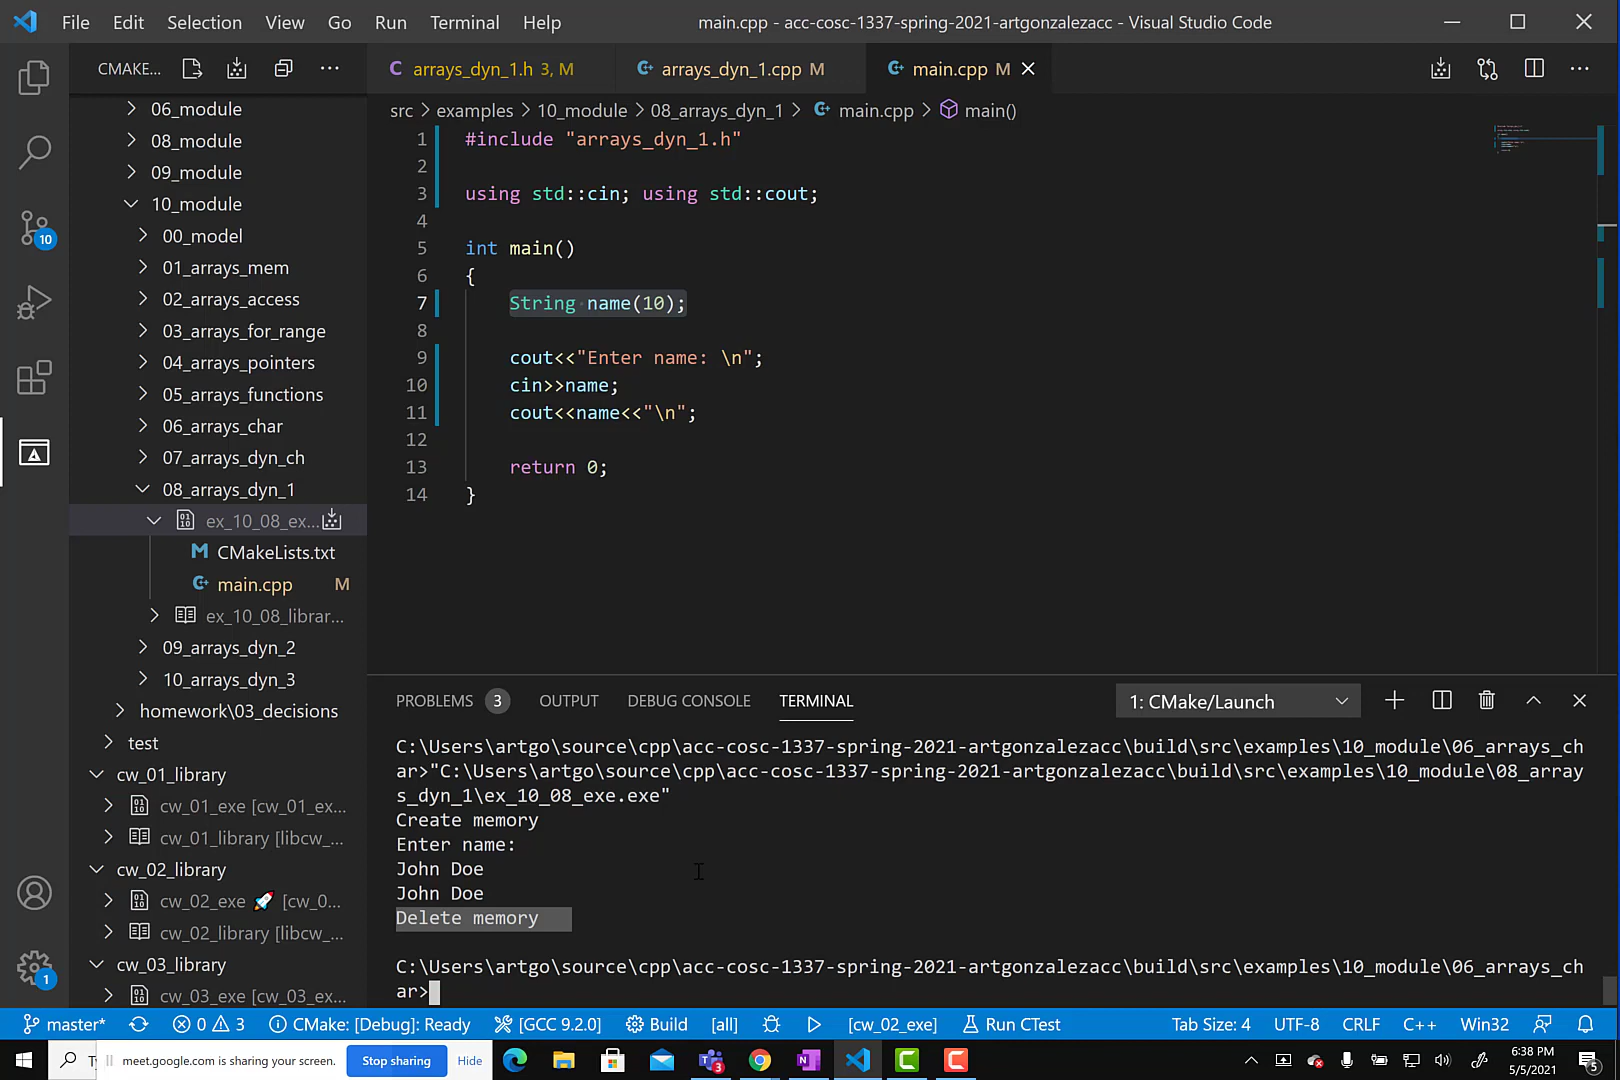 File Edit Selection View Go Run Terminal Help main.cpp - acc-cosc-1337-spring-2021-artgonzalezacc - Visual Studio Code
CMAKE... ··· C arrays_dyn_1.h 3, M arrays_dyn_1.cpp M main.cpp M ···
src > examples > 10_module > 08_arrays_dyn_1 > main.cpp > main()
06_module
08_module
09_module
10_module
00_model
01_arrays_mem
02_arrays_access
03_arrays_for_range
04_arrays_pointers
05_arrays_functions
06_arrays_char
07_arrays_dyn_ch
08_arrays_dyn_1
ex_10_08_ex...
M CMakeLists.txt
main.cpp M
ex_10_08_librar...
09_arrays_dyn_2
10_arrays_dyn_3
homework\03_decisions
test
cw_01_library
cw_01_exe [cw_01_ex...
cw_01_library [libcw_...
cw_02_library
cw_02_exe 🚀 [cw_0...
cw_02_library [libcw_...
cw_03_library
cw_03_exe [cw_03_ex...
10
1
1 #include "arrays_dyn_1.h"
2
3 using std::cin; using std::cout;
4
5 int main()
6 {
7 String·name(10);
8
9 cout<<"Enter name: \n";
10 cin>>name;
11 cout<<name<<"\n";
12
13 return 0;
14 }
PROBLEMS 3 OUTPUT DEBUG CONSOLE TERMINAL 1: CMake/Launch
C:\Users\artgo\source\cpp\acc-cosc-1337-spring-2021-artgonzalezacc\build\src\examples\10_module\06_arrays_ch
ar>"C:\Users\artgo\source\cpp\acc-cosc-1337-spring-2021-artgonzalezacc\build\src\examples\10_module\08_array
s_dyn_1\ex_10_08_exe.exe"
Create memory
Enter name:
John Doe
John Doe
Delete memory
C:\Users\artgo\source\cpp\acc-cosc-1337-spring-2021-artgonzalezacc\build\src\examples\10_module\06_arrays_ch
ar>
master* 0 3 CMake: [Debug]: Ready [GCC 9.2.0] Build [all] [cw_02_exe] Run CTest Tab Size: 4 UTF-8 CRLF C++ Win32
meet.google.com is sharing your screen. Stop sharing Hide 3 N C C 6:38 PM
5/5/2021 5